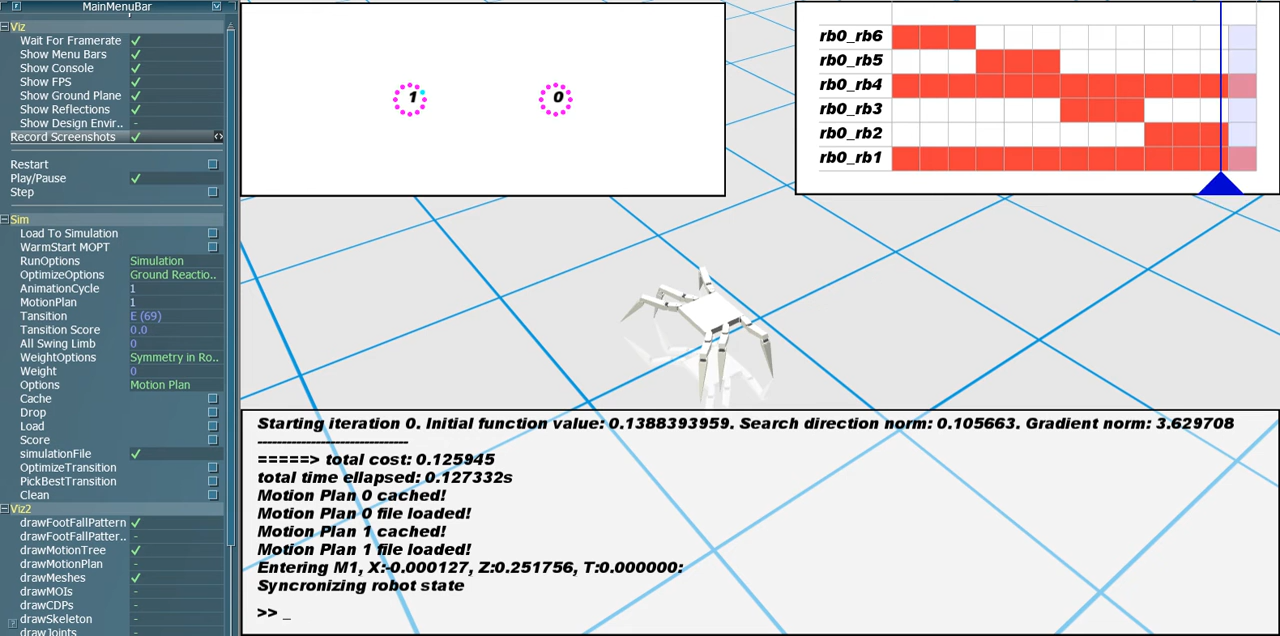 MainMenuBar
Viz
Wait For Framerate
Show Menu Bars
Show Console
Show FPS
Show Ground Plane
Show Reflections
Show Design Envir..
Record Screenshots
Restart
Play/Pause
Step
Sim
Load To Simulation
WarmStart MOPT
RunOptions Simulation
OptimizeOptions Ground Reactio..
AnimationCycle 1
MotionPlan 1
Transition E (69)
Tansition Score 0.0
All Swing Limb 0
WeightOptions Symmetry in Ro..
Weight 0
Options Motion Plan
Cache
Drop
Load
Score
simulationFile
OptimizeTransition
PickBestTransition
Clean
Viz2
drawFootFallPattern
drawFootFallPatter..
drawMotionTree
drawMotionPlan
drawMeshes
drawMOIs
drawCDPs
drawSkeleton
drawJoints
1 0
rb0_rb6
rb0_rb5
rb0_rb4
rb0_rb3
rb0_rb2
rb0_rb1
Starting iteration 0. Initial function value: 0.1388393959. Search direction norm: 0.105663. Gradient norm: 3.629708
-------------------------------
=====> total cost: 0.125945
total time ellapsed: 0.127332s
Motion Plan 0 cached!
Motion Plan 0 file loaded!
Motion Plan 1 cached!
Motion Plan 1 file loaded!
Entering M1, X:-0.000127, Z:0.251756, T:0.000000:
Syncronizing robot state
>> _